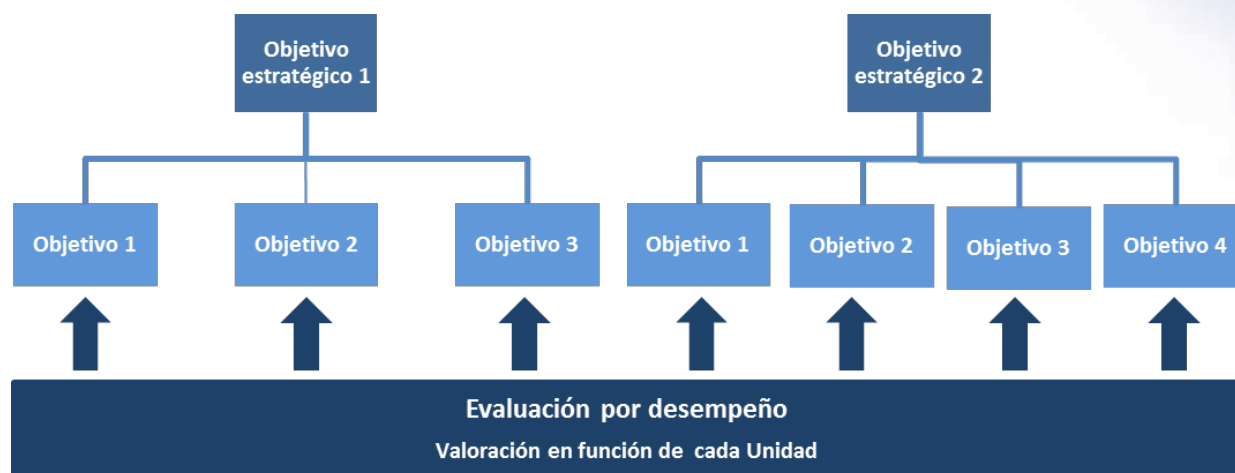 Objetivo
estratégico 1
Objetivo
estratégico 2
Objetivo 1
Objetivo 2
Objetivo 3
Objetivo 1
Objetivo 2
Objetivo 3
Objetivo 4
Evaluación por desempeño
Valoración en función de cada Unidad